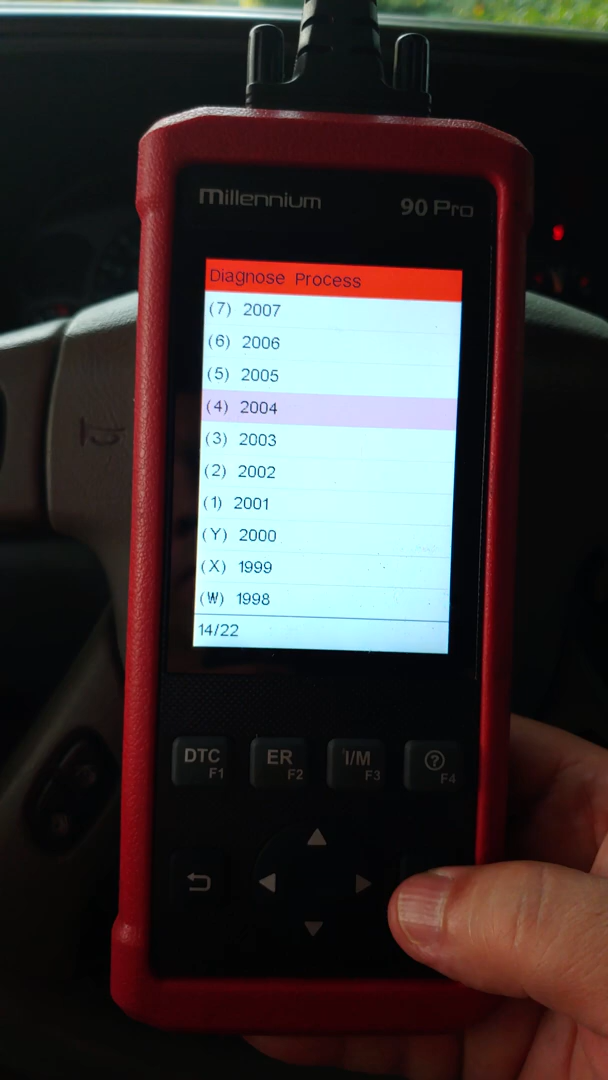 Millennium 90 Pro
Diagnose Process
(7) 2007
(6) 2006
(5) 2005
(4) 2004
(3) 2003
(2) 2002
(1) 2001
(Y) 2000
(X) 1999
(W) 1998
14/22
DTC F1
ER F2
I/M F3
? F4